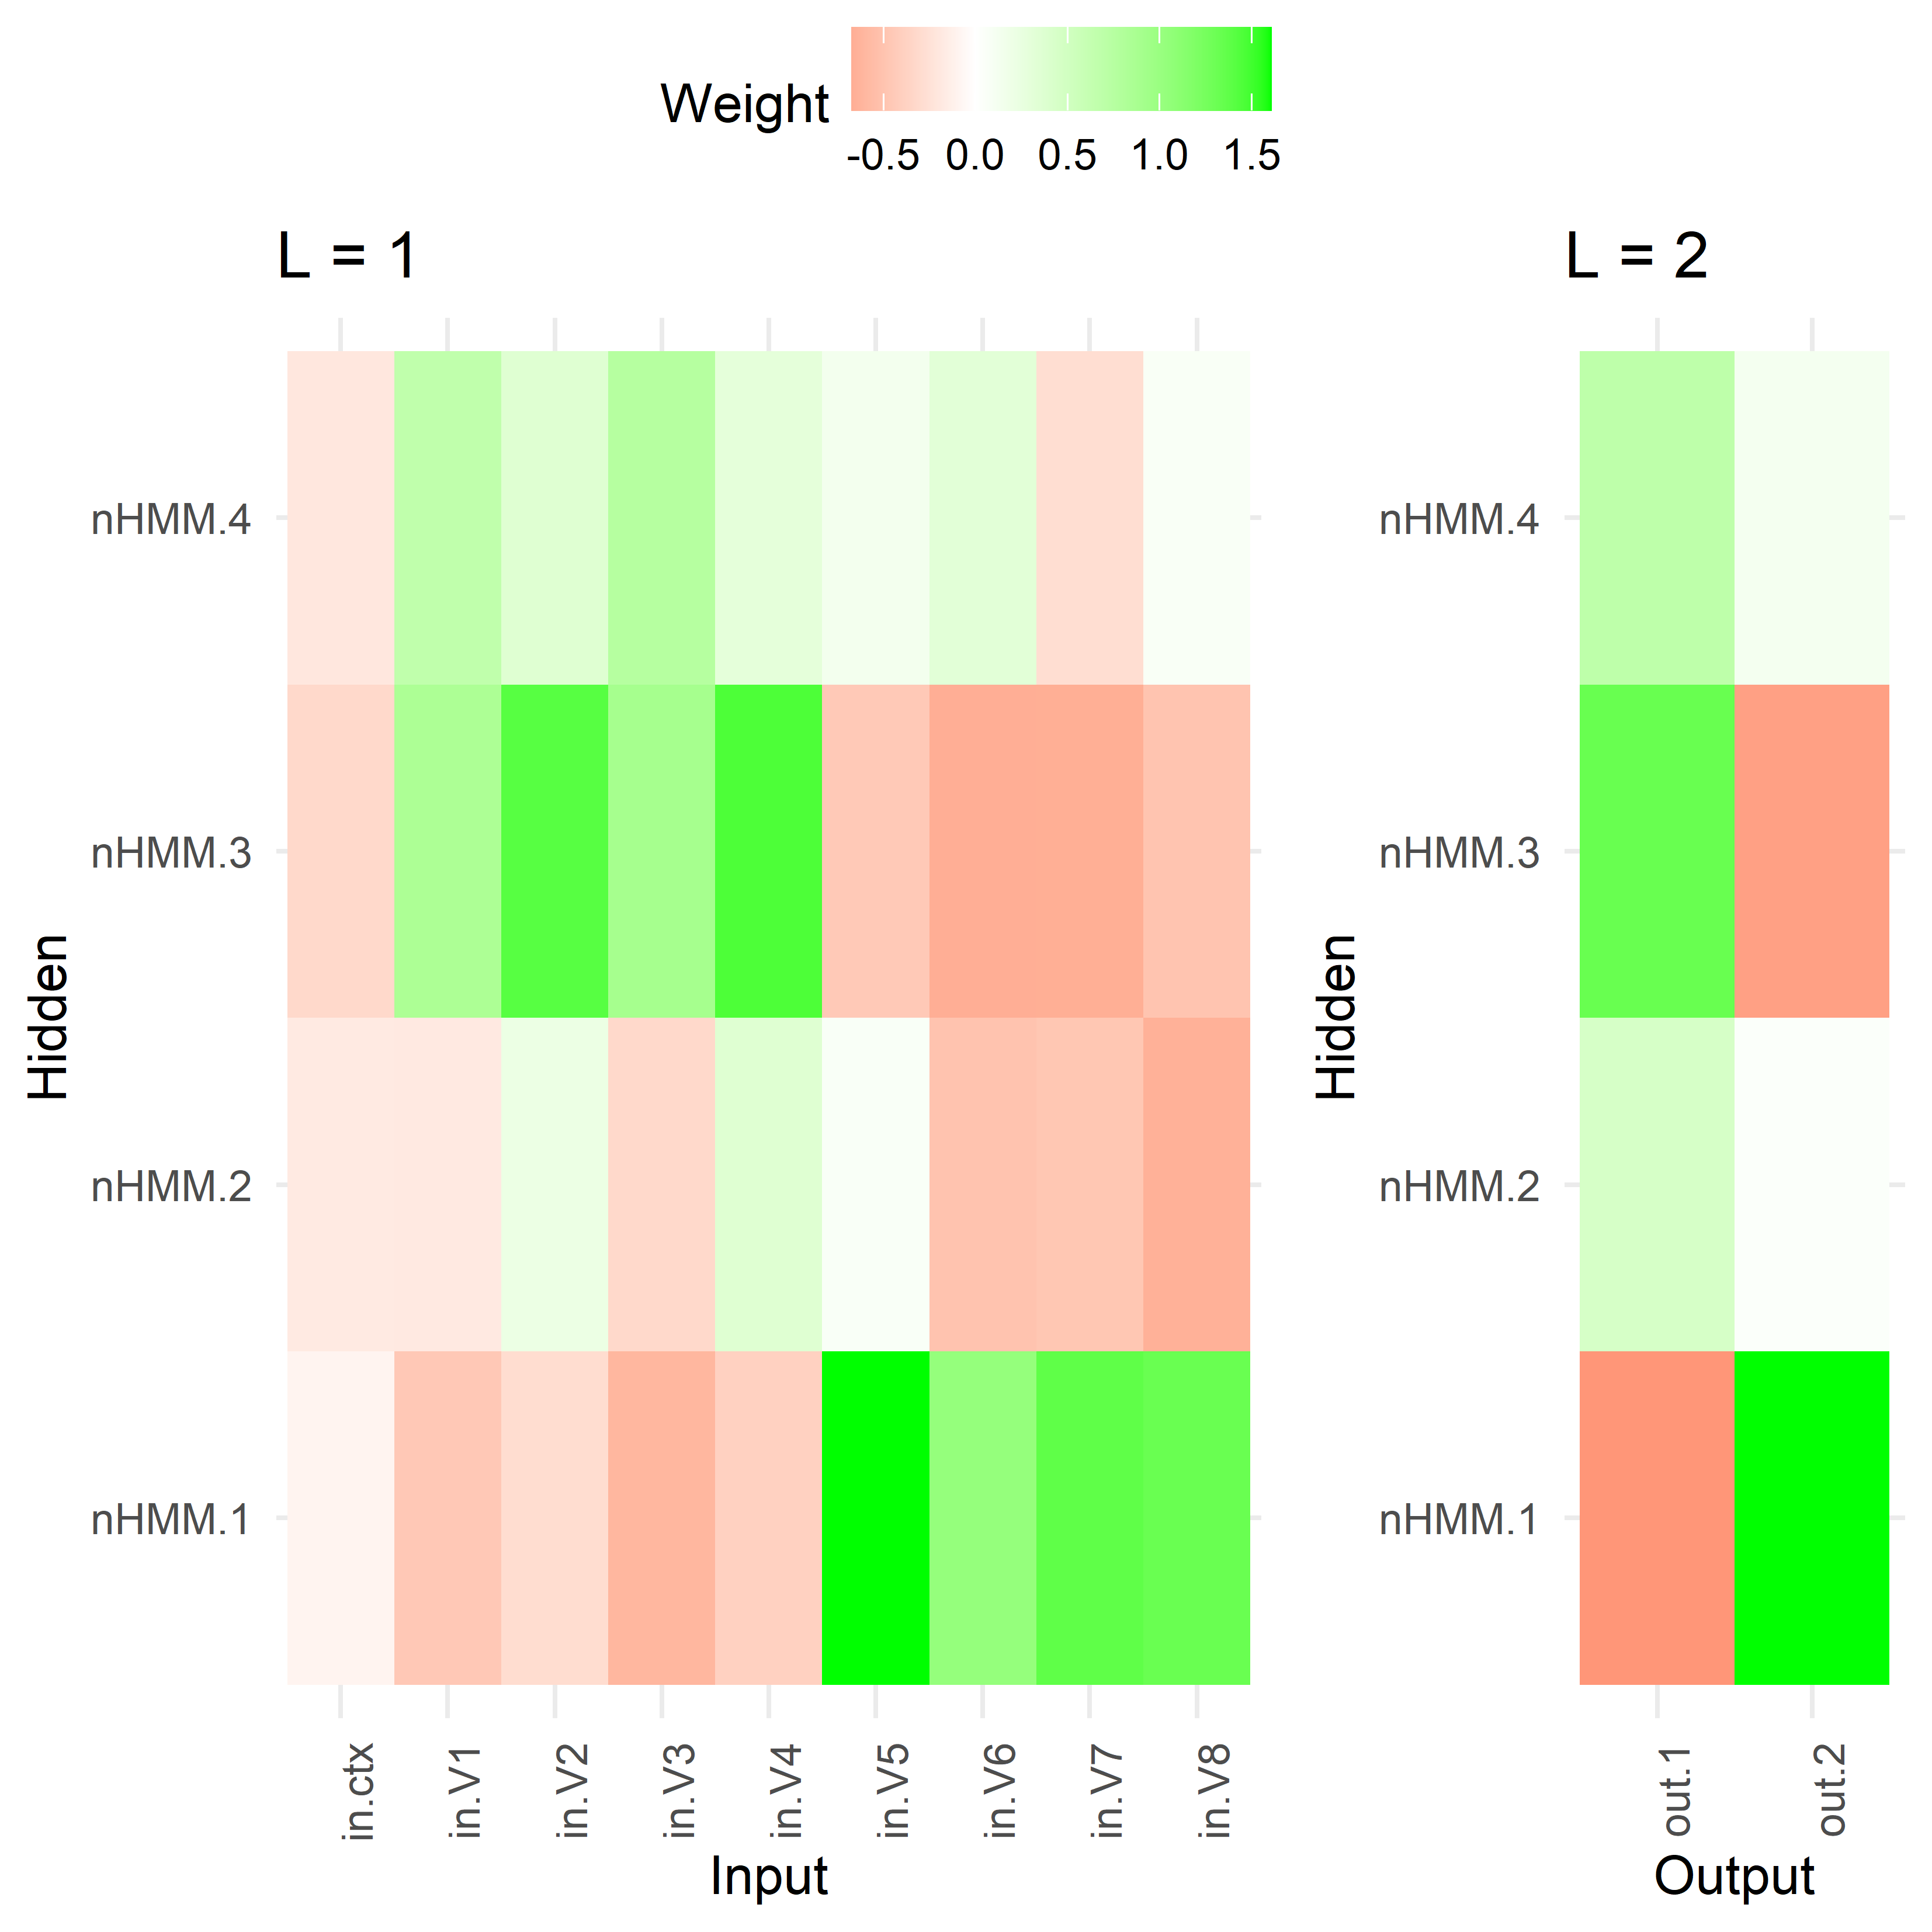 Weight
-0.5 0.0 0.5 1.0 1.5
L = 1
L = 2
Hidden
nHMM.4
nHMM.3
nHMM.2
nHMM.1
in.ctx in.V1 in.V2 in.V3 in.V4 in.V5 in.V6 in.V7 in.V8
Input
Hidden
nHMM.4
nHMM.3
nHMM.2
nHMM.1
out.1 out.2
Output